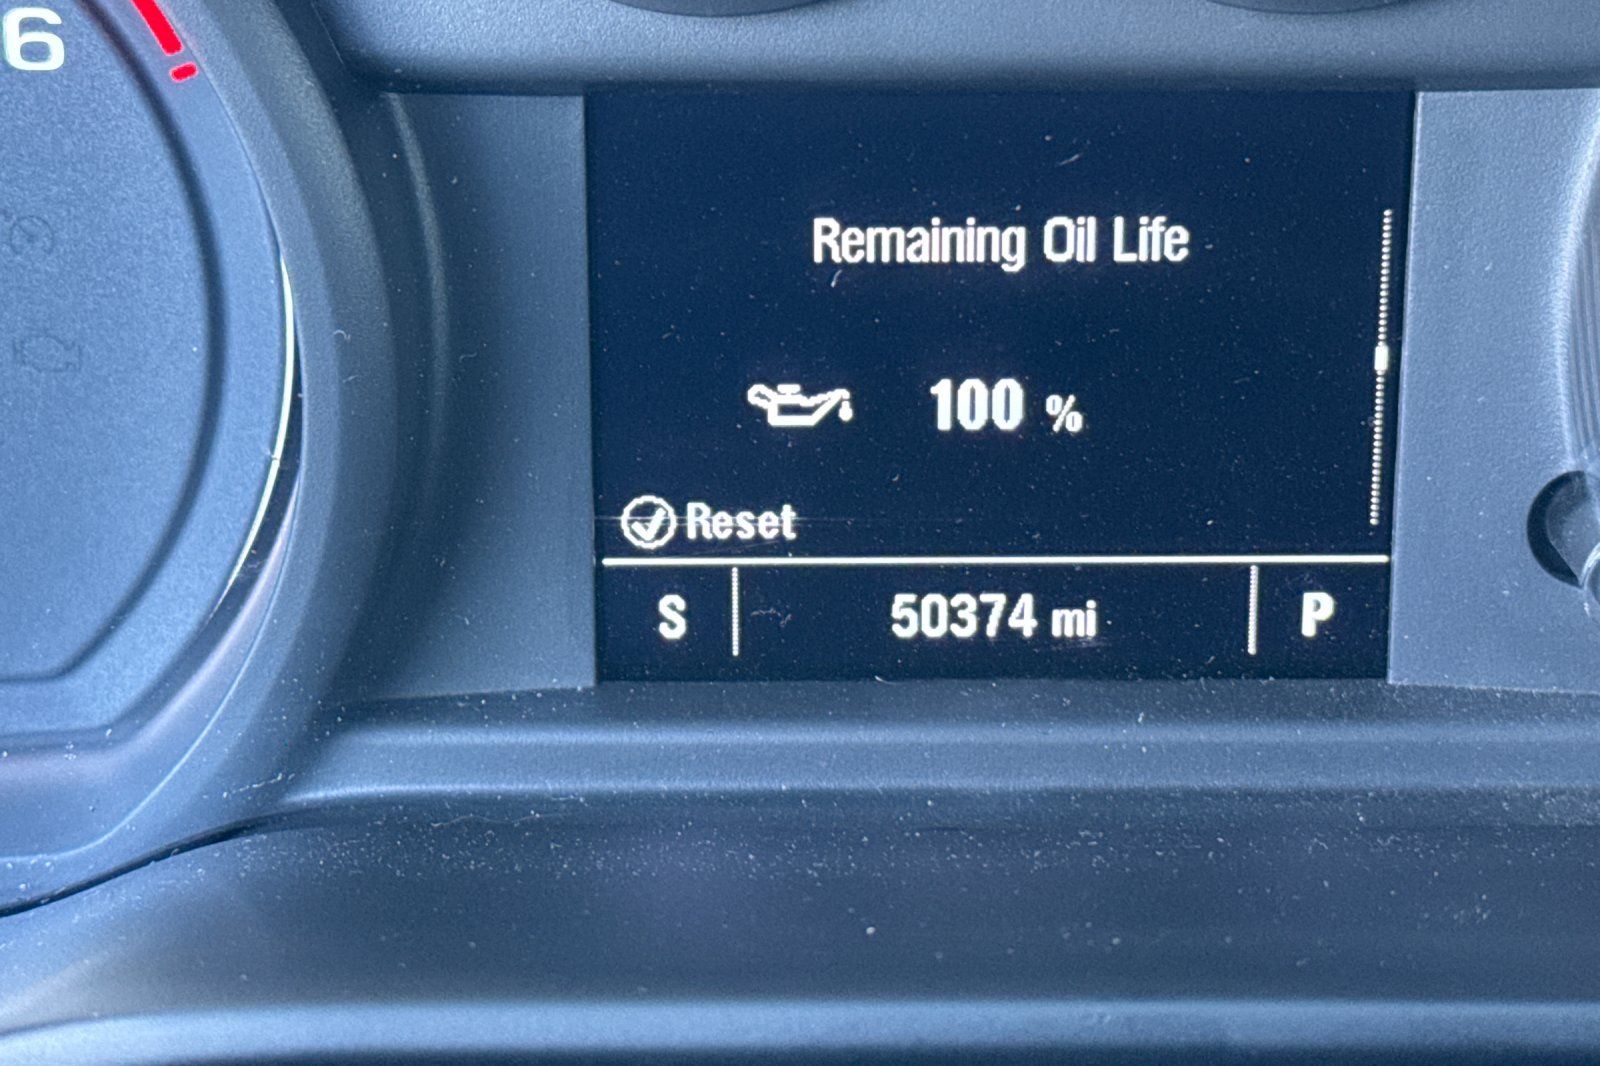 6
Remaining Oil Life
100 %
Reset
S 50374 mi P